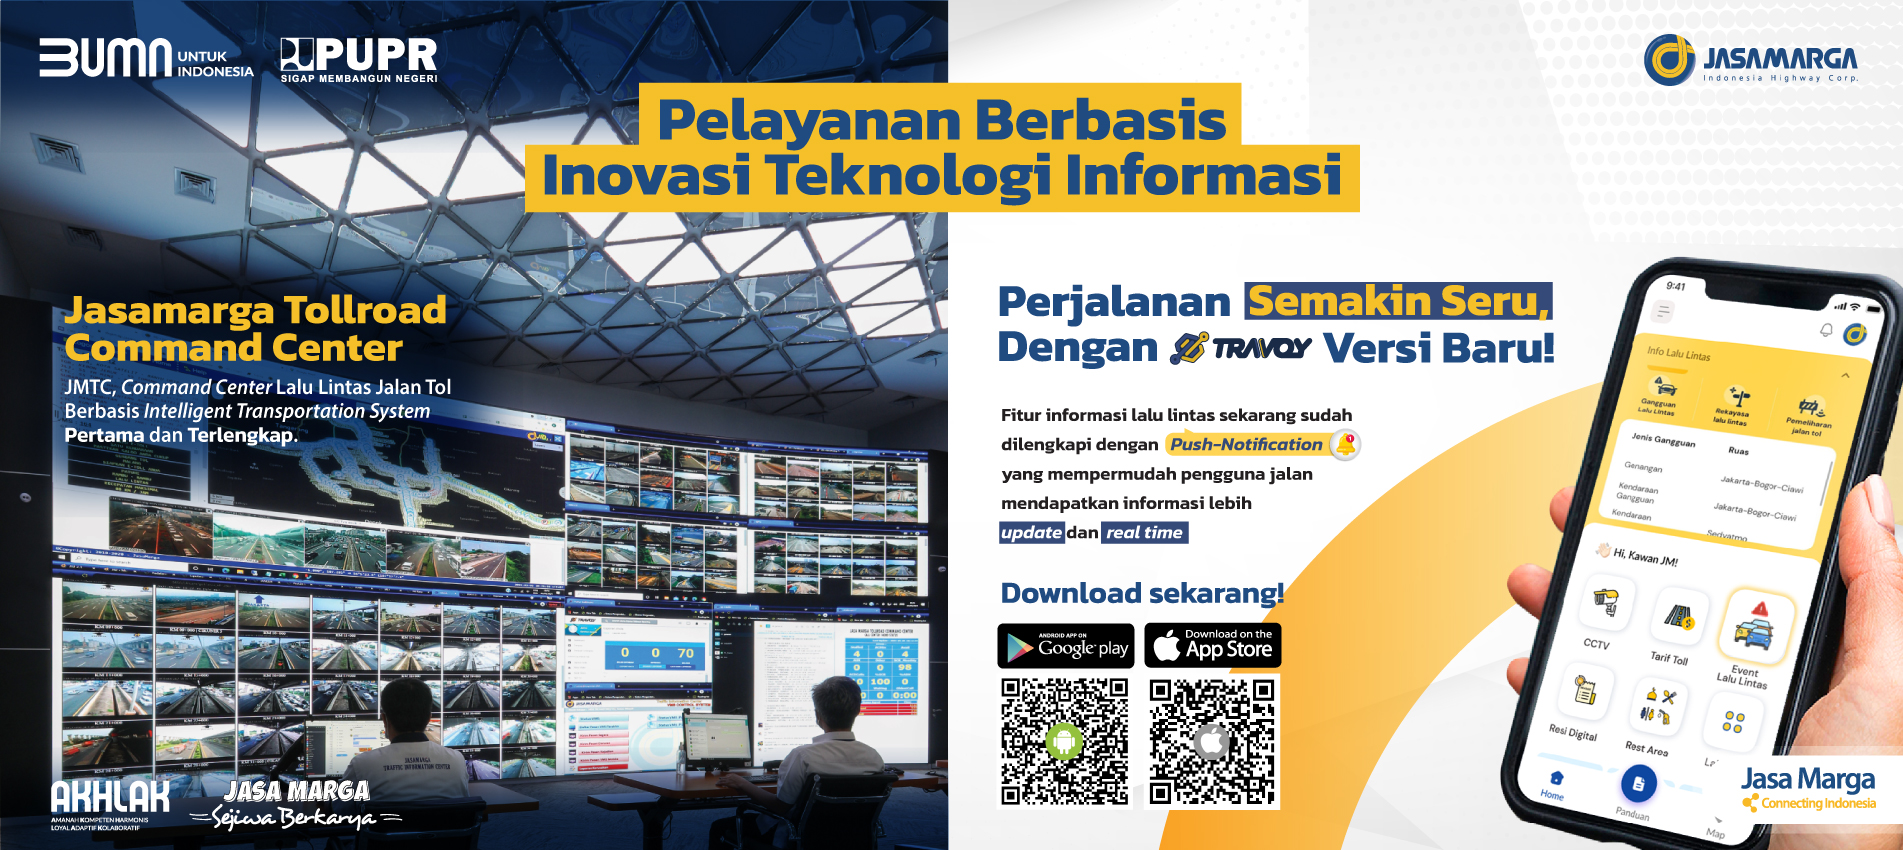 BUMN UNTUK
INDONESIA
PUPR
SIGAP MEMBANGUN NEGERI
JASAMARGA
Indonesia Highway Corp.
Pelayanan Berbasis
Inovasi Teknologi Informasi
Jasamarga Tollroad
Command Center
JMTC, Command Center Lalu Lintas Jalan Tol
Berbasis Intelligent Transportation System
Pertama dan Terlengkap.
JASAMARGA
TRAFFIC INFORMATION CENTER
AKHLAK
AMANAH KOMPETEN HARMONIS
LOYAL ADAPTIF KOLABORATIF
JASA MARGA
Sejiwa Berkarya
Perjalanan Semakin Seru,
Dengan TRAVOY Versi Baru!
Fitur informasi lalu lintas sekarang sudah
dilengkapi dengan Push-Notification
yang mempermudah pengguna jalan
mendapatkan informasi lebih
update dan real time
Download sekarang!
ANDROID APP ON
Google play
Download on the
App Store
9:41
Info Lalu Lintas
Gangguan
Lalu Lintas
Rekayasa
lalu lintas
Pemeliharan
jalan tol
Jenis Gangguan
Ruas
Genangan
Jakarta-Bogor-Ciawi
Kendaraan
Gangguan
Jakarta-Bogor-Ciawi
Kendaraan
Sedyatmo
Hi, Kawan JM!
CCTV
Tarif Toll
Event
Lalu Lintas
Resi Digital
Rest Area
Home
Panduan
Map
Jasa Marga
Connecting Indonesia